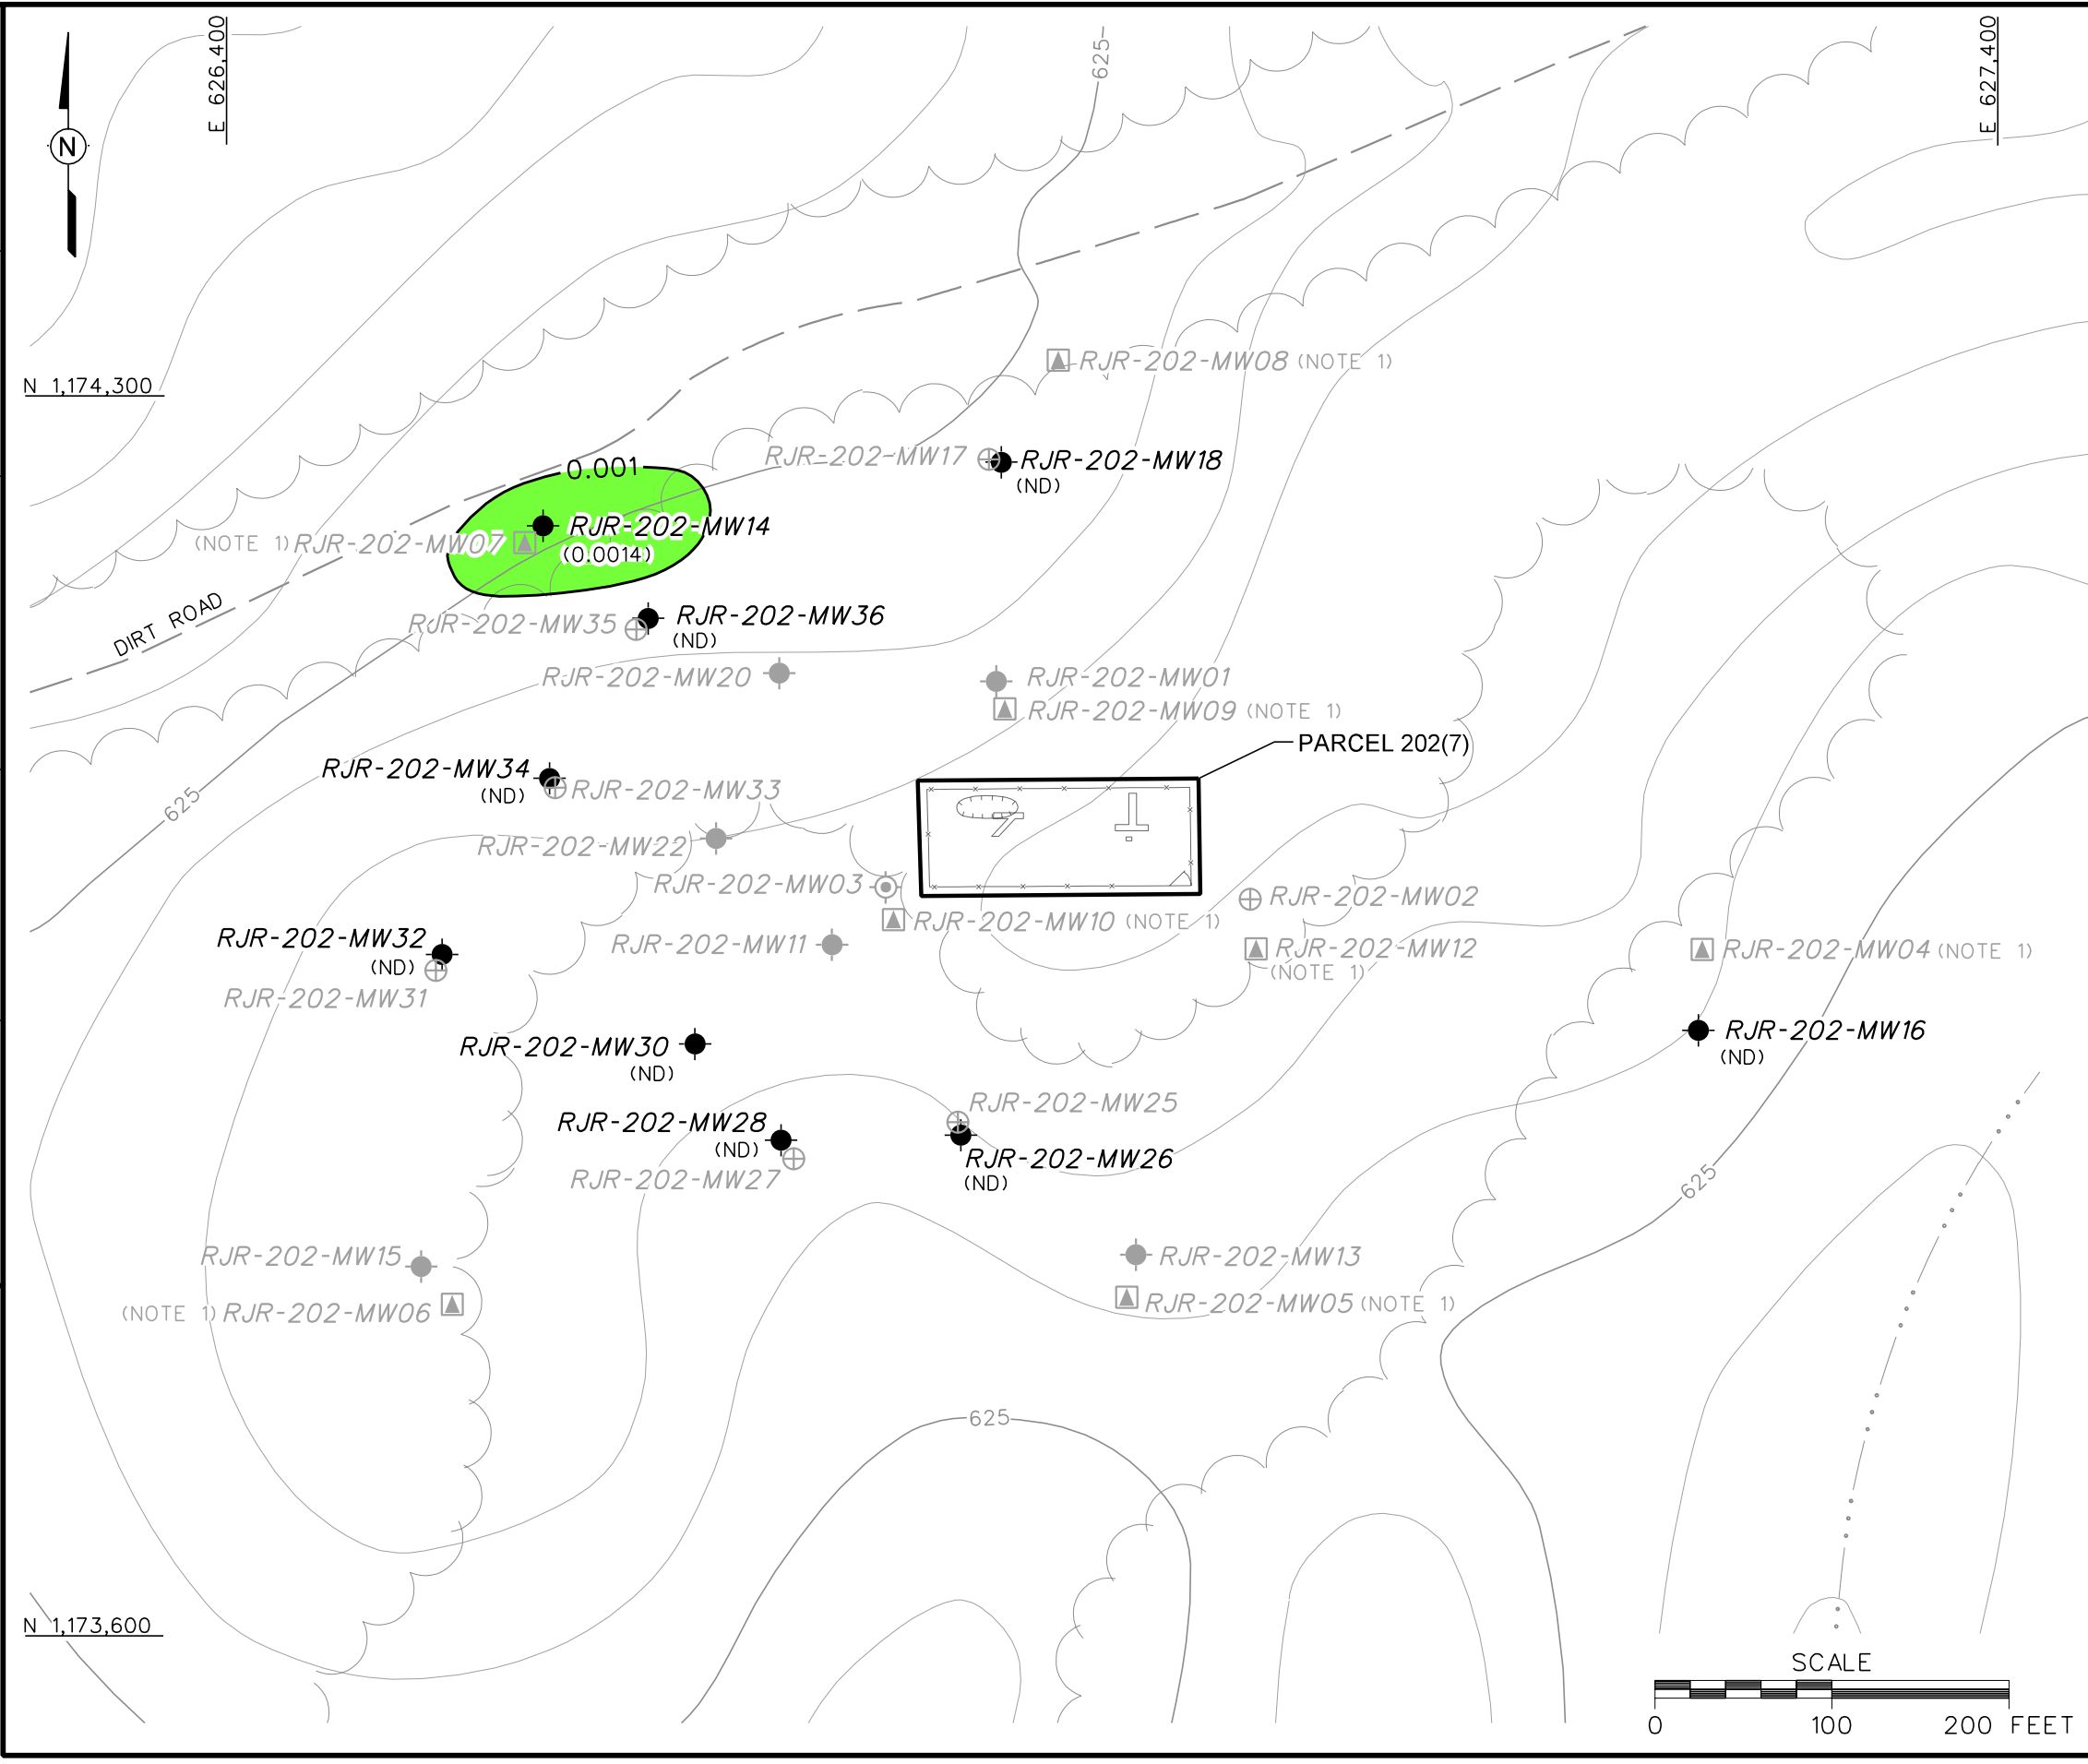 E 626,400
E 627,400
N
625
N 1,174,300
RJR-202-MW08 (NOTE 1)
RJR-202-MW17
RJR-202-MW18
(ND)
0.001
RJR-202-MW14
(0.0014)
(NOTE 1) RJR-202-MW07
DIRT ROAD
RJR-202-MW35
RJR-202-MW36
(ND)
RJR-202-MW20
RJR-202-MW01
RJR-202-MW09 (NOTE 1)
PARCEL 202(7)
RJR-202-MW34
(ND)
RJR-202-MW33
625
RJR-202-MW22
RJR-202-MW03
RJR-202-MW02
RJR-202-MW10 (NOTE 1)
RJR-202-MW32
(ND)
RJR-202-MW11
RJR-202-MW12
(NOTE 1)
RJR-202-MW04 (NOTE 1)
RJR-202-MW31
RJR-202-MW30
(ND)
RJR-202-MW16
(ND)
RJR-202-MW25
RJR-202-MW28
(ND)
RJR-202-MW26
(ND)
RJR-202-MW27
625
RJR-202-MW15
RJR-202-MW13
(NOTE 1) RJR-202-MW06
RJR-202-MW05 (NOTE 1)
625
N 1,173,600
SCALE
0 100 200 FEET